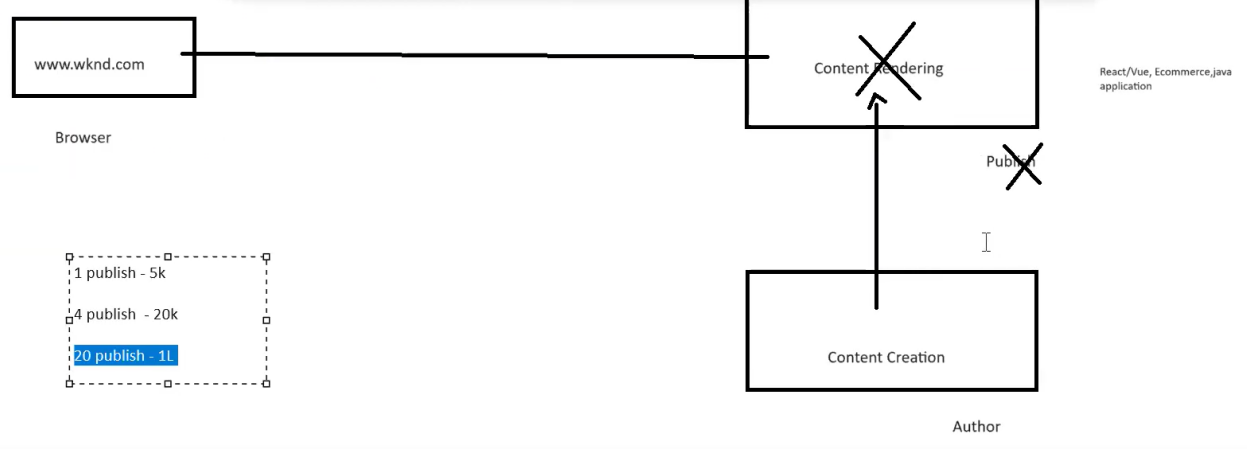 www.wknd.com
Content Rendering
React/Vue, Ecommerce,java
application
Browser
Publish
1 publish - 5k
4 publish  - 20k
20 publish - 1L
Content Creation
Author